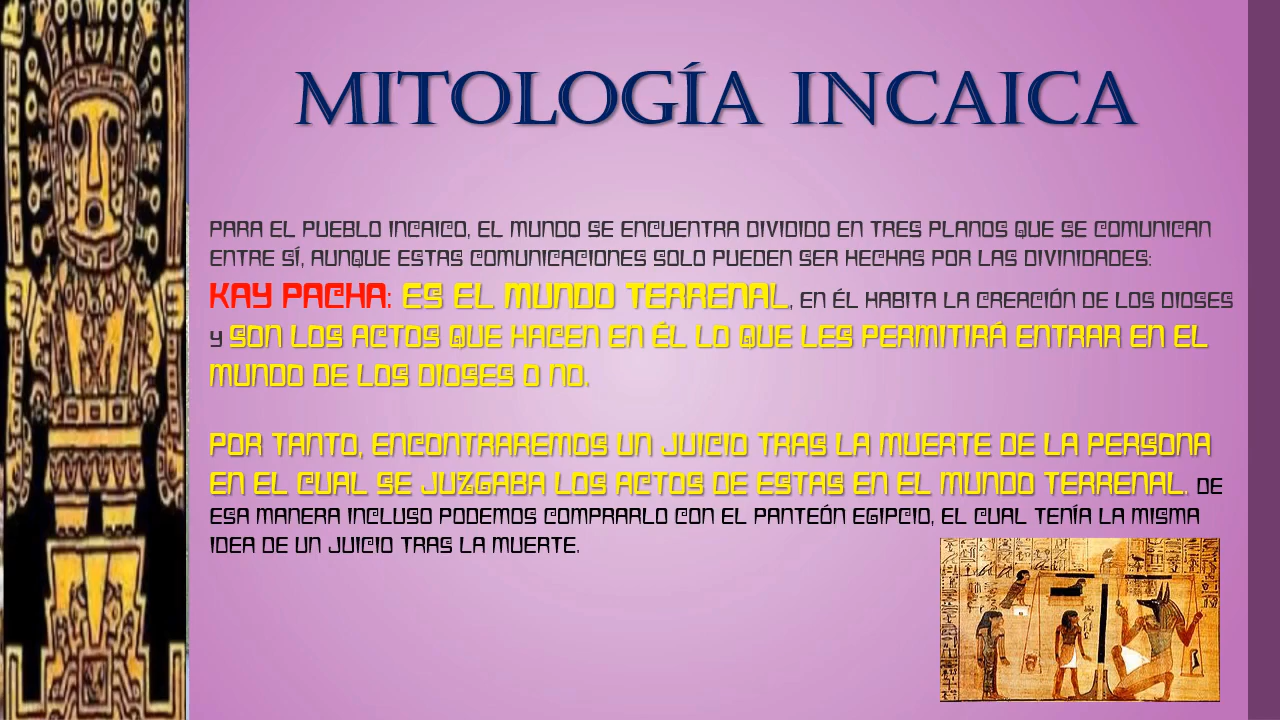 MITOLOGÍA INCAICA
PARA EL PUEBLO INCAICO, EL MUNDO SE ENCUENTRA DIVIDIDO EN TRES PLANOS QUE SE COMUNICAN
ENTRE SÍ, AUNQUE ESTAS COMUNICACIONES SOLO PUEDEN SER HECHAS POR LAS DIVINIDADES:
KAY PACHA: ES EL MUNDO TERRENAL, EN ÉL HABITA LA CREACIÓN DE LOS DIOSES
Y SON LOS ACTOS QUE HACEN EN ÉL LO QUE LES PERMITIRÁ ENTRAR EN EL
MUNDO DE LOS DIOSES O NO.
POR TANTO, ENCONTRAREMOS UN JUICIO TRAS LA MUERTE DE LA PERSONA
EN EL CUAL SE JUZGABA LOS ACTOS DE ESTAS EN EL MUNDO TERRENAL. DE
ESA MANERA INCLUSO PODEMOS COMPRARLO CON EL PANTEÓN EGIPCIO, EL CUAL TENÍA LA MISMA
IDEA DE UN JUICIO TRAS LA MUERTE.